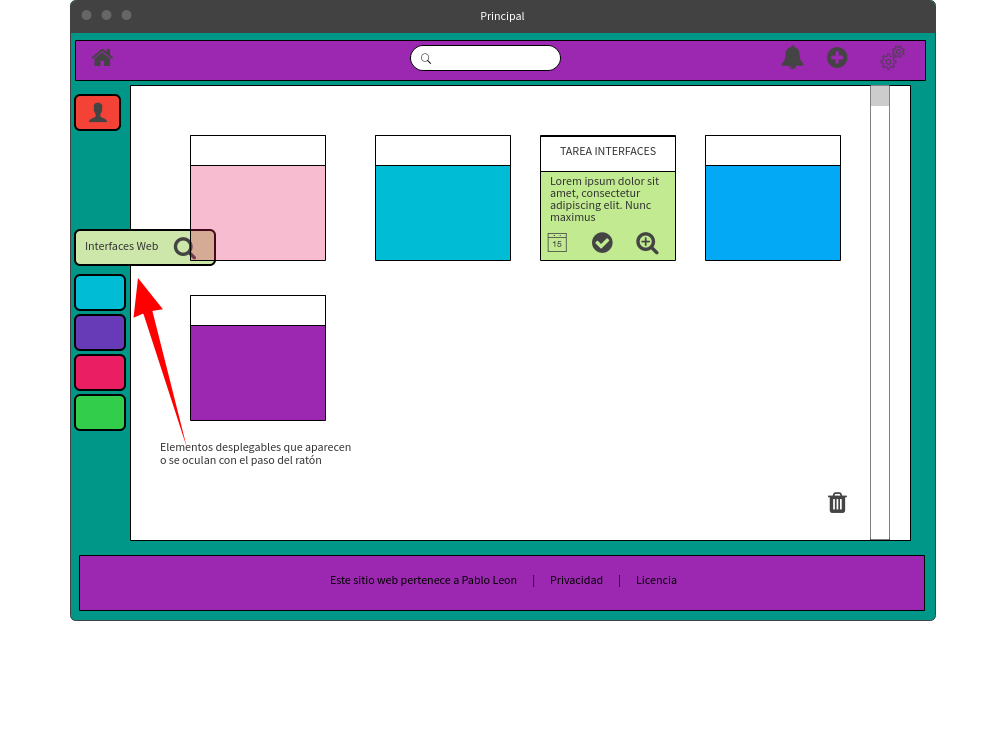 Principal
TAREA INTERFACES
Lorem ipsum dolor sit
amet, consectetur
adipiscing elit. Nunc
maximus
15
Interfaces Web
Elementos desplegables que aparecen
o se oculan con el paso del ratón
Este sitio web pertenece a Pablo Leon | Privacidad | Licencia